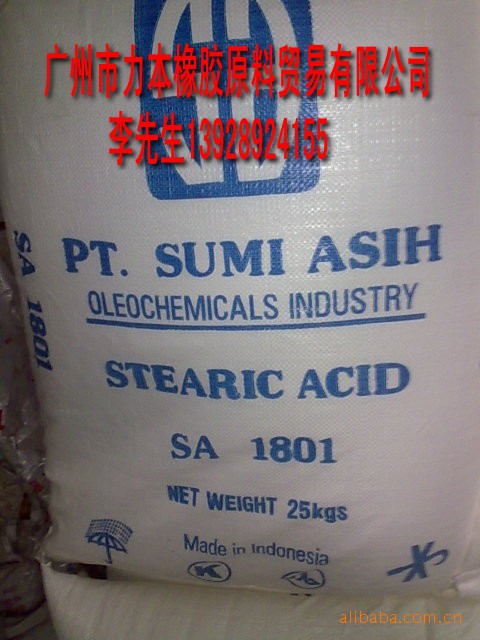 广州市力本橡胶原料贸易有限公司
李先生13928924155
PT. SUMI ASIH
OLEOCHEMICALS INDUSTRY
SA 1801
STEARIC ACID
SA 1801
NET WEIGHT 25kgs
Made in Indonesia
K
alibaba.com.cn